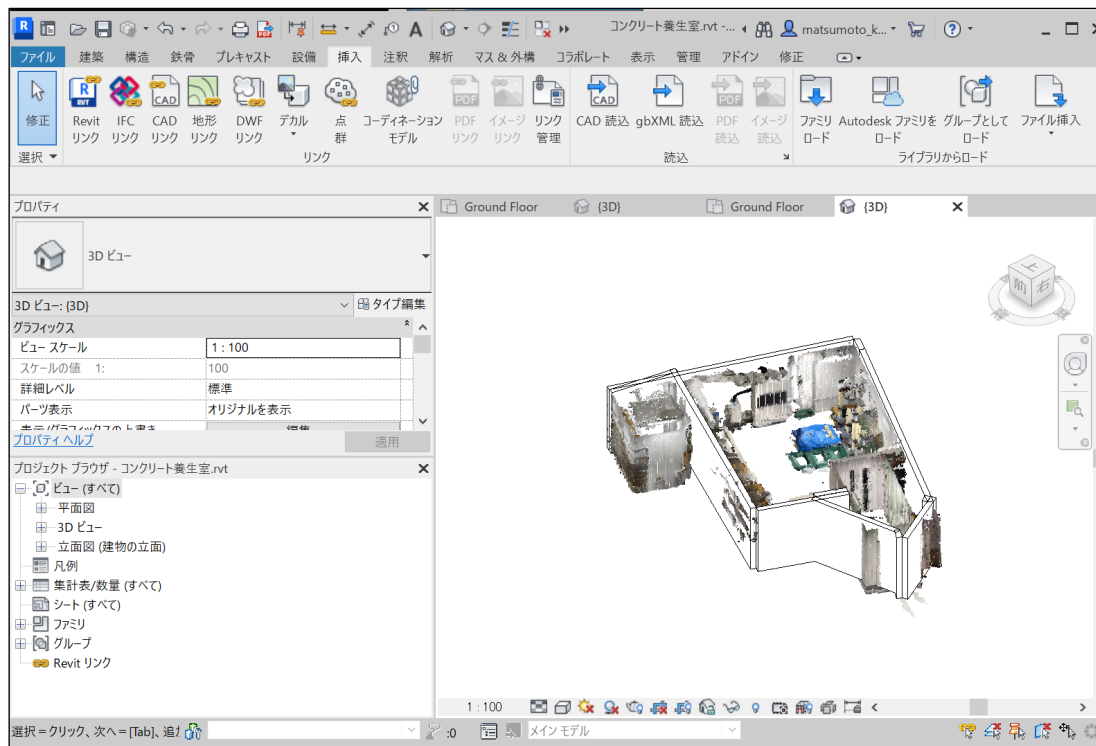 コンクリート養生室.rvt -...
matsumoto_k...
ファイル 建築 構造 鉄骨 プレキャスト 設備 挿入 注釈 解析 マス & 外構 コラボレート 表示 管理 アドイン 修正
修正
選択
Revit リンク
IFC リンク
CAD リンク
地形 リンク
DWF リンク
デカル
点群
コーディネーション モデル
PDF リンク
イメージ リンク
リンク 管理
リンク
CAD 読込
gbXML 読込
PDF 読込
イメージ 読込
読込
ファミリ ロード
Autodesk ファミリを ロード
グループとして ロード
ファイル挿入
ライブラリからロード
プロパティ
3D ビュー
3D ビュー: {3D}
タイプ編集
グラフィックス
ビュー スケール 1 : 100
スケールの値 1: 100
詳細レベル 標準
パーツ表示 オリジナルを表示
表示/グラフィックスの上書き 編集
プロパティ ヘルプ
適用
プロジェクト ブラウザ - コンクリート養生室.rvt
ビュー (すべて)
平面図
3D ビュー
立面図 (建物の立面)
凡例
集計表/数量 (すべて)
シート (すべて)
ファミリ
グループ
Revit リンク
Ground Floor
{3D}
Ground Floor
{3D}
上
前
右
1 : 100
選択＝クリック、次へ＝[Tab]、追加
:0
メイン モデル